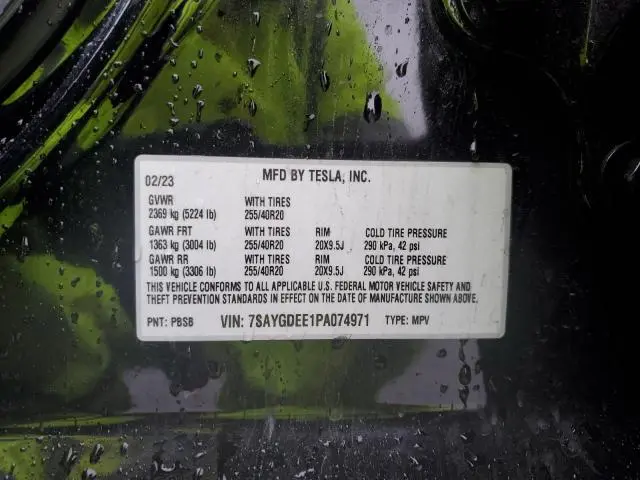 02/23 MFD BY TESLA, INC.
GVWR WITH TIRES
2369 kg (5224 lb) 255/40R20
GAWR FRT WITH TIRES RIM COLD TIRE PRESSURE
1363 kg (3004 lb) 255/40R20 20X9.5J 290 kPa, 42 psi
GAWR RR WITH TIRES RIM COLD TIRE PRESSURE
1500 kg (3306 lb) 255/40R20 20X9.5J 290 kPa, 42 psi
THIS VEHICLE CONFORMS TO ALL APPLICABLE U.S. FEDERAL MOTOR VEHICLE SAFETY AND
THEFT PREVENTION STANDARDS IN EFFECT ON THE DATE OF MANUFACTURE SHOWN ABOVE.
PNT: PBSB VIN: 7SAYGDEE1PA074971 TYPE: MPV